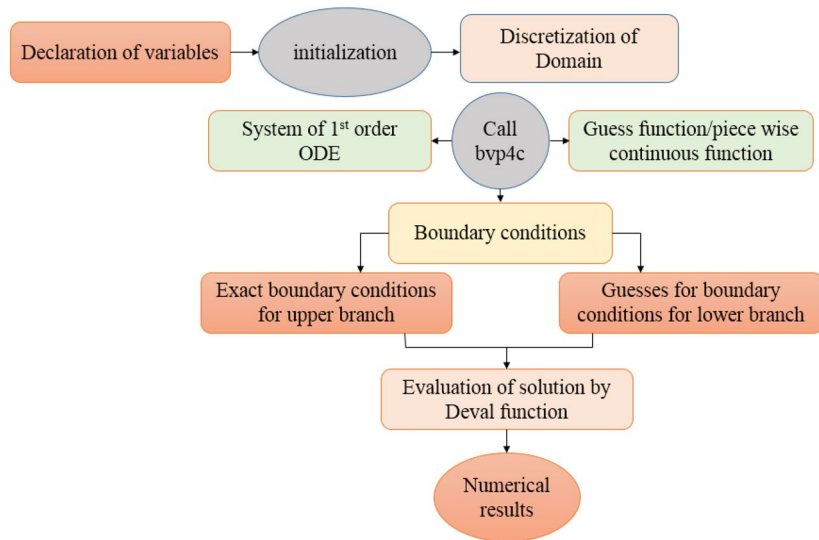 Declaration of variables
initialization
Discretization of
Domain
System of 1st order
ODE
Call
bvp4c
Guess function/piece wise
continuous function
Boundary conditions
Exact boundary conditions
for upper branch
Guesses for boundary
conditions for lower branch
Evaluation of solution by
Deval function
Numerical
results